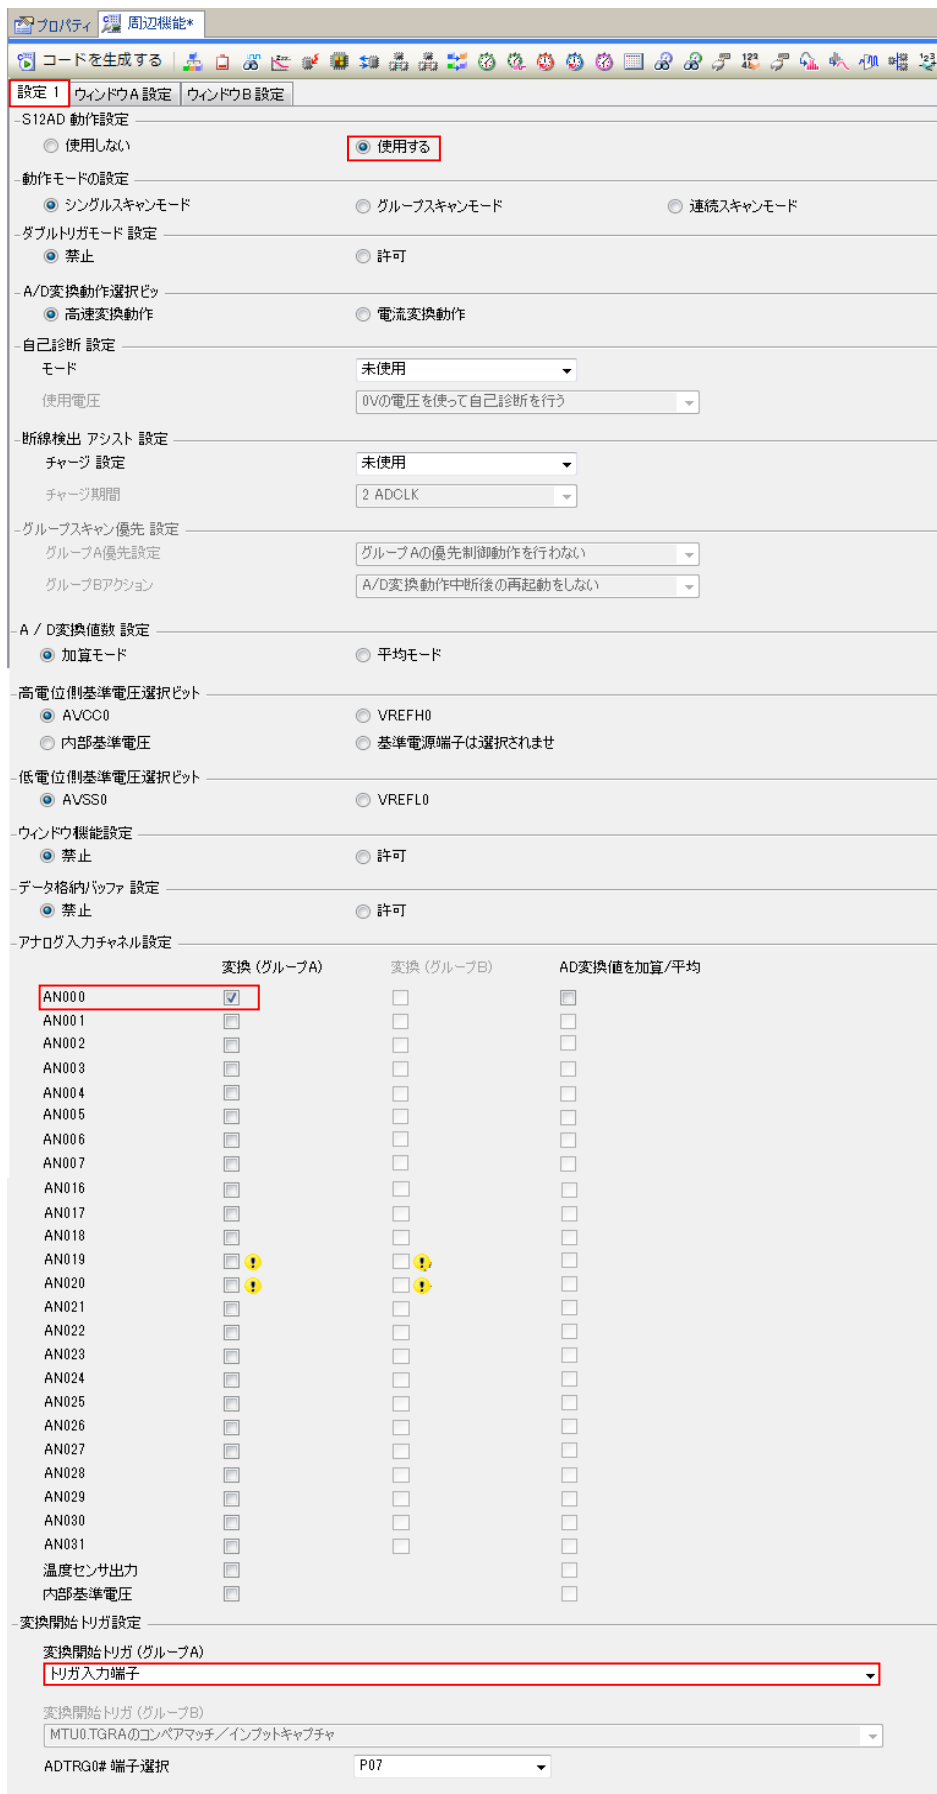 プロパティ 周辺機能*
コードを生成する
設定 1 ウィンドウA 設定 ウィンドウB 設定
S12AD 動作設定
使用しない 使用する
動作モードの設定
シングルスキャンモード グループスキャンモード 連続スキャンモード
ダブルトリガモード 設定
禁止 許可
A/D変換動作選択ビッ
高速変換動作 電流変換動作
自己診断 設定
モード 未使用
使用電圧 0Vの電圧を使って自己診断を行う
断線検出 アシスト 設定
チャージ 設定 未使用
チャージ期間 2 ADCLK
グループスキャン優先 設定
グループA優先設定 グループAの優先制御動作を行わない
グループBアクション A/D変換動作中断後の再起動をしない
A / D変換値数 設定
加算モード 平均モード
高電位側基準電圧選択ビット
AVCC0 VREFH0
内部基準電圧 基準電源端子は選択されませ
低電位側基準電圧選択ビット
AVSS0 VREFL0
ウィンドウ機能設定
禁止 許可
データ格納バッファ 設定
禁止 許可
アナログ入力チャネル設定
変換 (グループA) 変換 (グループB) AD変換値を加算/平均
AN000
AN001
AN002
AN003
AN004
AN005
AN006
AN007
AN016
AN017
AN018
AN019
AN020
AN021
AN022
AN023
AN024
AN025
AN026
AN027
AN028
AN029
AN030
AN031
温度センサ出力
内部基準電圧
変換開始トリガ設定
変換開始トリガ (グループA)
トリガ入力端子
変換開始トリガ (グループB)
MTU0.TGRAのコンペアマッチ／インプットキャプチャ
ADTRG0# 端子選択 P07